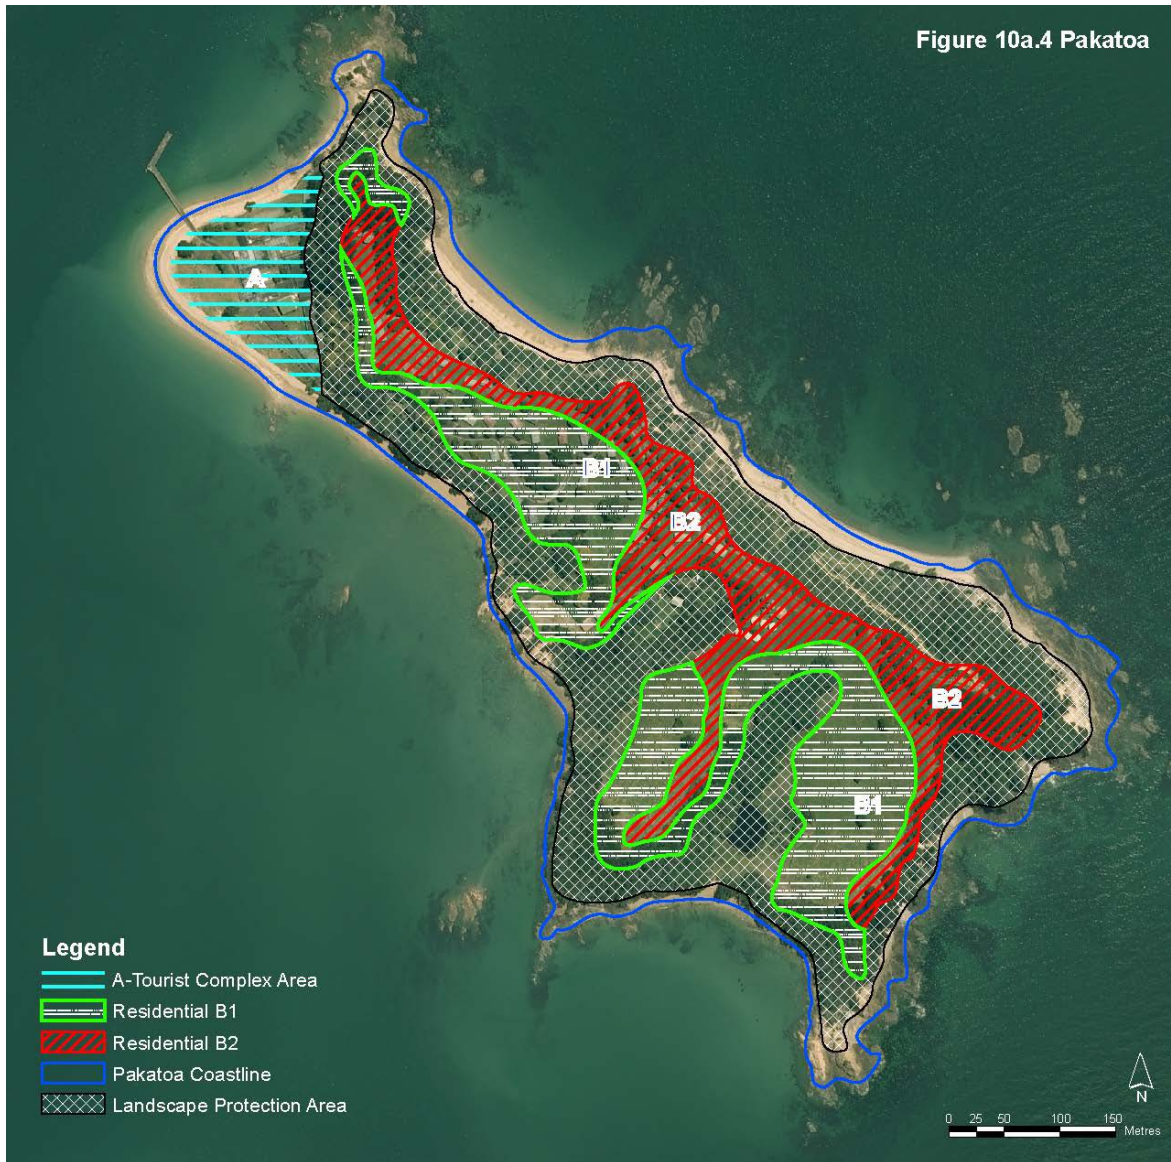 Figure 10a.4 Pakatoa
A
B1
B2
B2
B1
Legend
A-Tourist Complex Area
Residential B1
Residential B2
Pakatoa Coastline
Landscape Protection Area
N
0 25 50 100 150
Metres